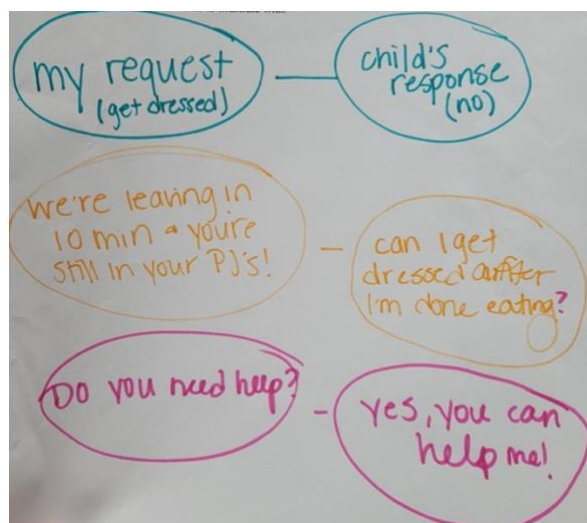 my request
(get dressed)
child's
response
(no)
we're leaving in
10 min & you're
still in your PJ's!
can I get
dressed after
I'm done eating?
Do you need help?
yes, you can
help me!